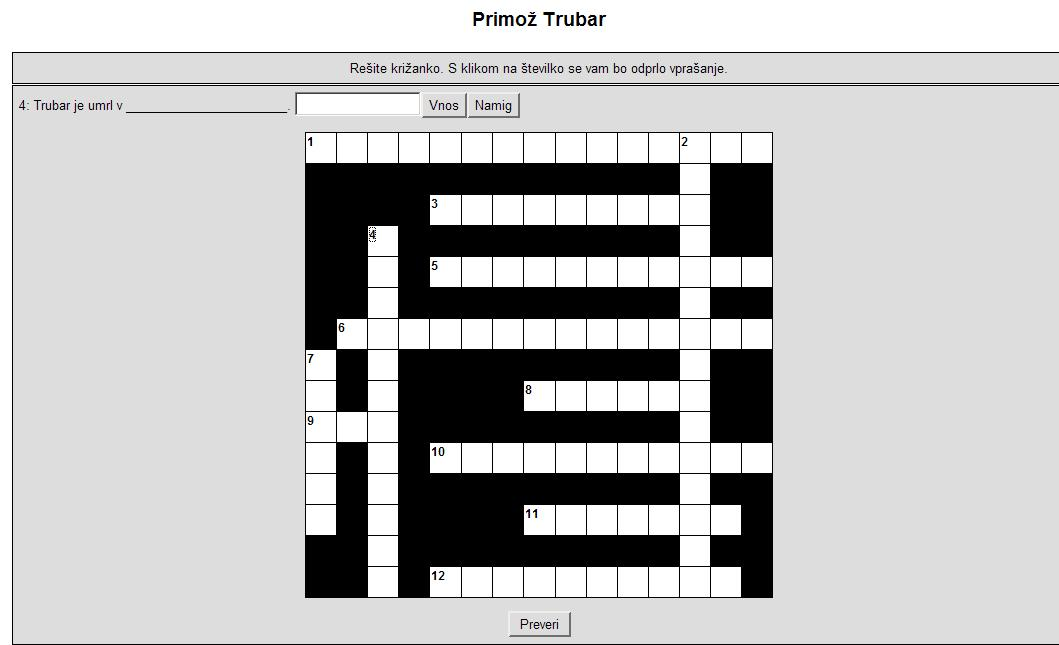 Primož Trubar
Rešite križanko. S klikom na številko se vam bo odprlo vprašanje.
4: Trubar je umrl v _______________________. Vnos Namig
1 2
3
4
5
6
7
8
9
10
11
12
Preveri